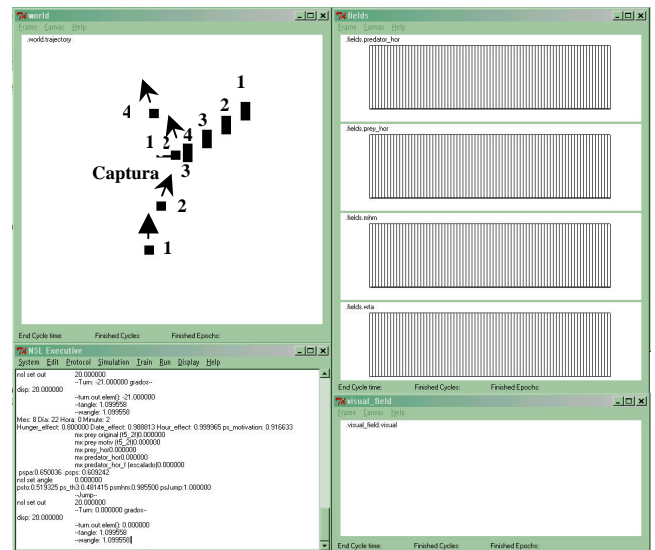 world
Frame Canvas Help
.world.trajectory
1
4
2
3
1 2 4
Captura 3
2
1
End Cycle time: Finished Cycles: Finished Epochs:
NSL Executive
System Edit Protocol Simulation Train Run Display Help
nsl set out 20.000000
--Turn: -21.000000 grados--
disp: 20.000000
--turn.out.elem(): -21.000000
--tangle: 1.099558
--wangle: 1.099558
Mes: 8 Día: 22 Hora: 0 Minute: 2
Hunger_effect: 0.800000 Date_effect: 0.988813 Hour_effect: 0.999965 ps_motivation: 0.916633
mx prey original (t5_2)0.000000
mx prey motiv (t5_2)0.000000
mx prey_hor0.000000
mx predator_hor0.000000
mx predator_hor_f (escalado)0.000000
pspa:0.650036 psps: 0.609242
nsl set angle 0.000000
pslo:0.519325 ps_th3:0.481415 psmhm:0.985500 psJump:1.000000
--Jump--
nsl set out 20.000000
--Turn: 0.000000 grados--
disp: 20.000000
--turn.out.elem(): 0.000000
--tangle: 1.099558
--wangle: 1.099558
fields
Frame Canvas Help
.fields.predator_hor
.fields.prey_hor
.fields.mhm
.fields.wta
End Cycle time: Finished Cycles: Finished Epochs:
visual_field
Frame Canvas Help
.visual_field.visual
End Cycle time: Finished Cycles: Finished Epochs: